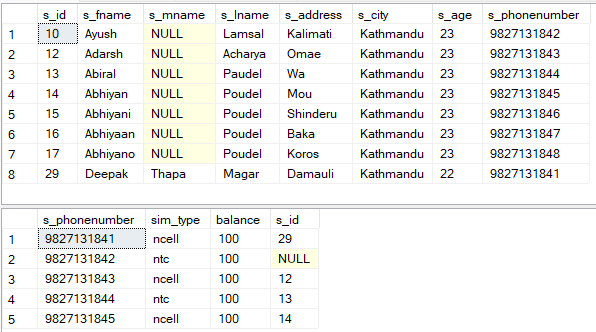 s_id s_fname s_mname s_lname s_address s_city s_age s_phonenumber
1 10 Ayush NULL Lamsal Kalimati Kathmandu 23 9827131842
2 12 Adarsh NULL Acharya Omae Kathmandu 23 9827131843
3 13 Abiral NULL Paudel Wa Kathmandu 23 9827131844
4 14 Abhiyan NULL Poudel Mou Kathmandu 23 9827131845
5 15 Abhiyani NULL Poudel Shinderu Kathmandu 23 9827131846
6 16 Abhiyaan NULL Poudel Baka Kathmandu 23 9827131847
7 17 Abhiyano NULL Poudel Koros Kathmandu 23 9827131848
8 29 Deepak Thapa Magar Damauli Kathmandu 22 9827131841
s_phonenumber sim_type balance s_id
1 9827131841 ncell 100 29
2 9827131842 ntc 100 NULL
3 9827131843 ncell 100 12
4 9827131844 ntc 100 13
5 9827131845 ncell 100 14